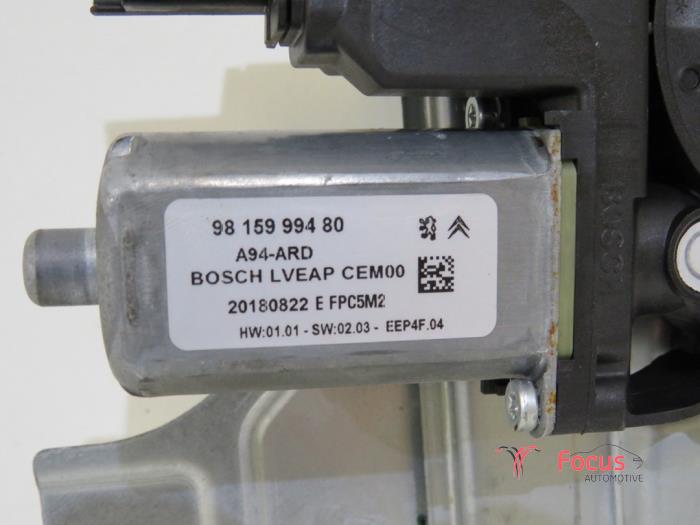 98 159 994 80
A94-ARD
BOSCH LVEAP CEM00
20180822 E FPC5M2
HW:01.01 - SW:02.03 - EEP4F.04
BOSCH
Focus
AUTOMOTIVE